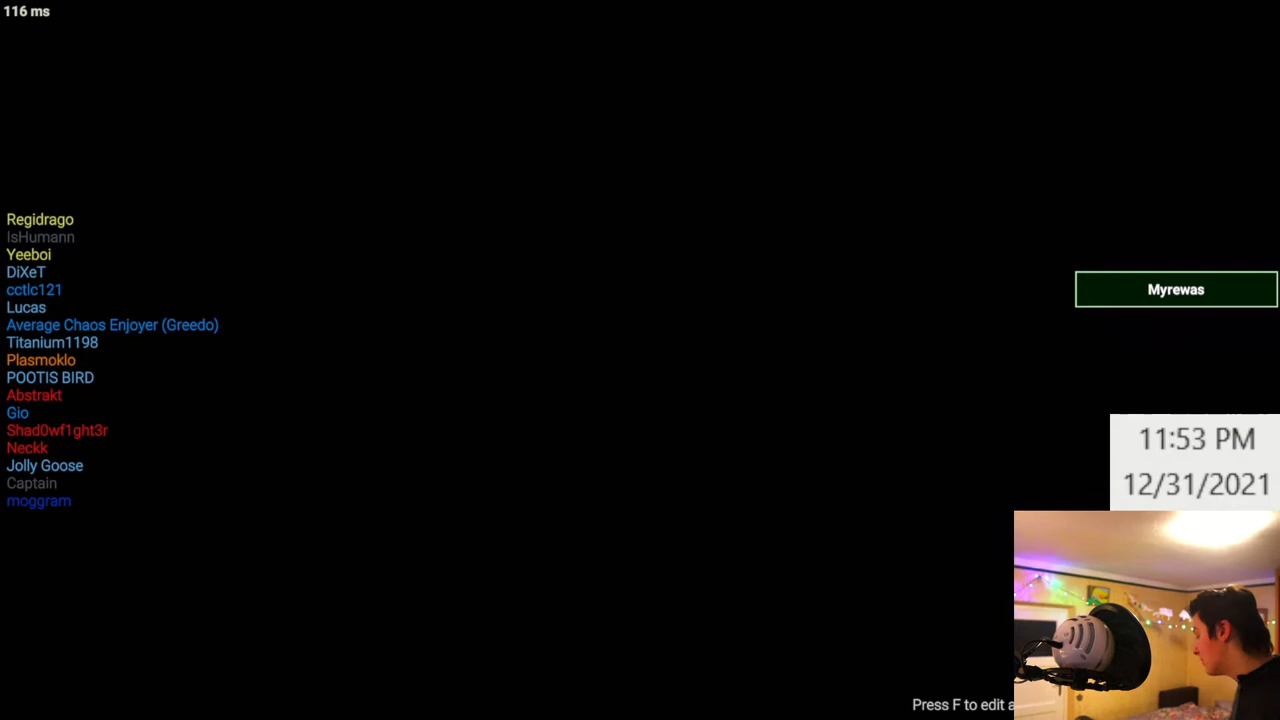 116 ms
Regidrago
IsHumann
Yeeboi
DiXeT
cctlc121
Lucas
Average Chaos Enjoyer (Greedo)
Titanium1198
Plasmoklo
POOTIS BIRD
Abstrakt
Gio
Shad0wf1ght3r
Neckk
Jolly Goose
Captain
moggram
Myrewas
11:53 PM
12/31/2021
Press F to edit a